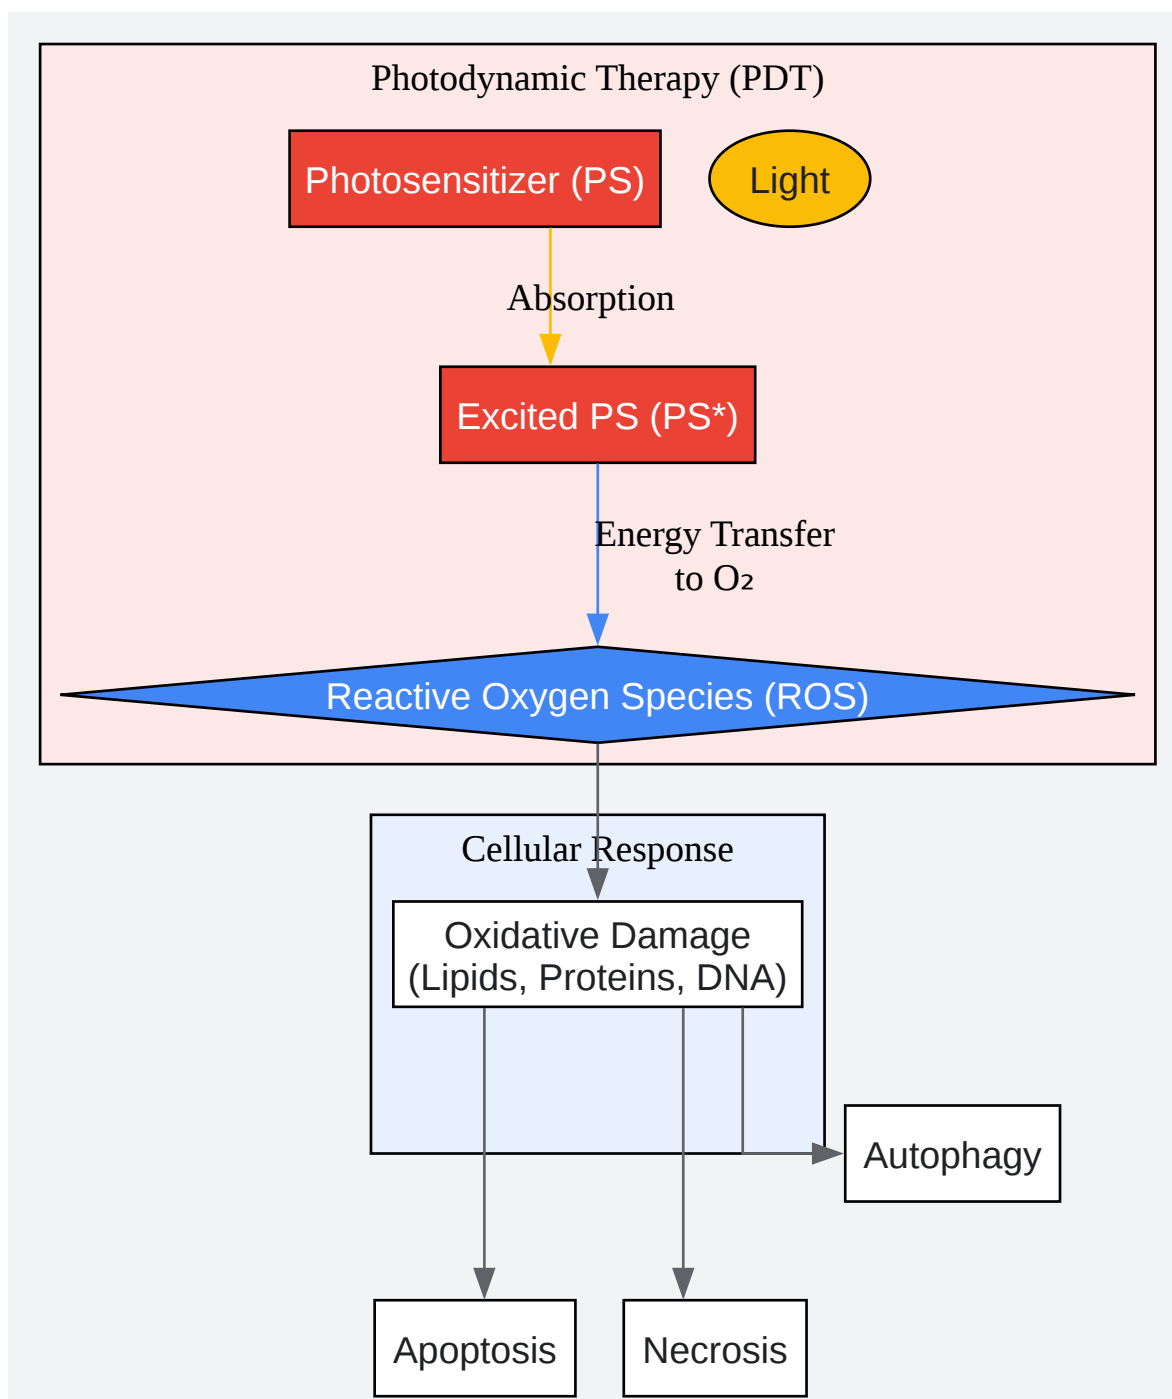 Photodynamic Therapy (PDT)
Photosensitizer (PS)
Light
Absorption
Excited PS (PS*)
Energy Transfer
to O₂
Reactive Oxygen Species (ROS)
Cellular Response
Oxidative Damage
(Lipids, Proteins, DNA)
Autophagy
Apoptosis
Necrosis